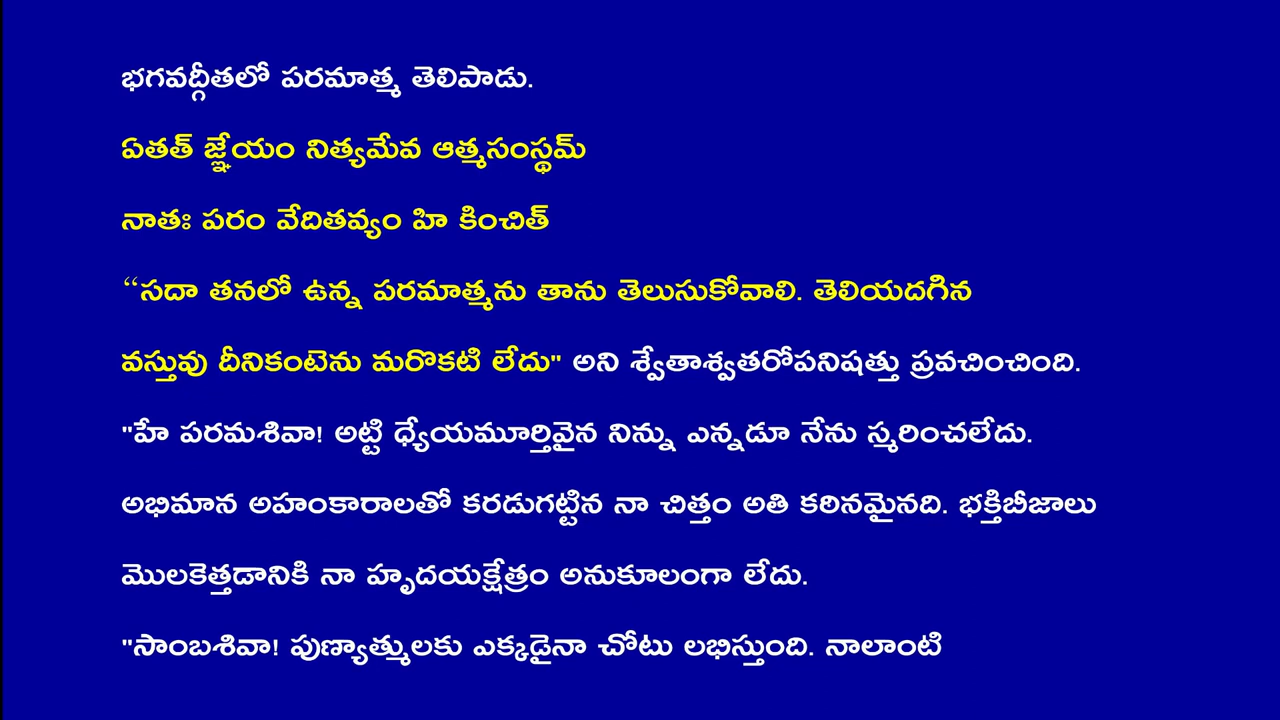 భగవద్గీతలో పరమాత్మ తెలిపాడు.
ఏతత్ జ్ఞేయం నిత్యమేవ ఆత్మసంస్థమ్
నాతః పరం వేదితవ్యం హి కించిత్
“సదా తనలో ఉన్న పరమాత్మను తాను తెలుసుకోవాలి. తెలియదగిన
వస్తువు దీనికంటెను మరొకటి లేదు" అని శ్వేతాశ్వతరోపనిషత్తు ప్రవచించింది.
"హే పరమశివా! అట్టి ధ్యేయమూర్తివైన నిన్ను ఎన్నడూ నేను స్మరించలేదు.
అభిమాన అహంకారాలతో కరడుగట్టిన నా చిత్తం అతి కఠినమైనది. భక్తిబీజాలు
మొలకెత్తడానికి నా హృదయక్షేత్రం అనుకూలంగా లేదు.
"సాంబశివా! పుణ్యాత్ములకు ఎక్కడైనా చోటు లభిస్తుంది. నాలాంటి